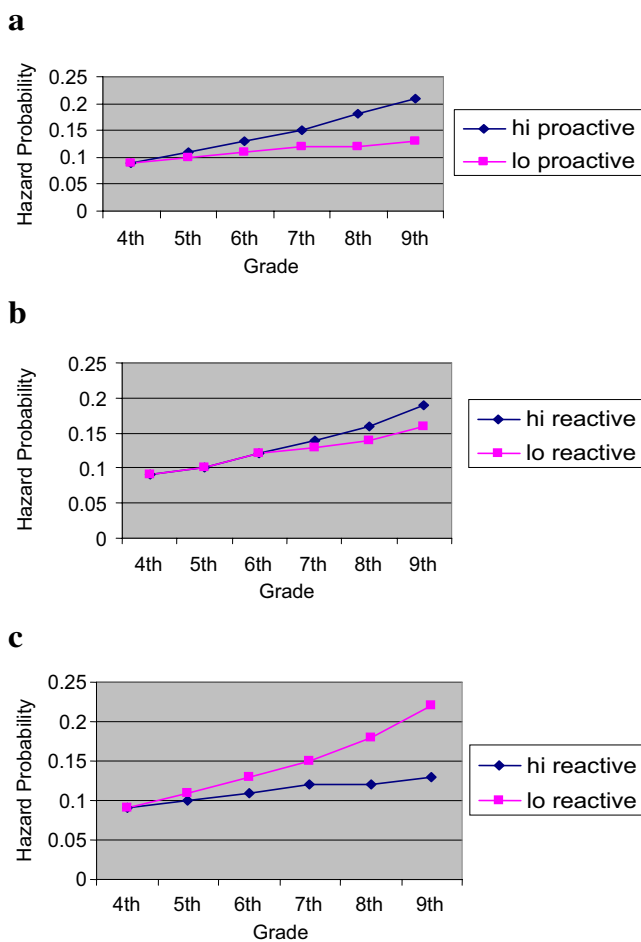 a
0.25
0.2
0.15
0.1
0.05
0
Hazard Probability
4th 5th 6th 7th 8th 9th
Grade
hi proactive
lo proactive
b
0.25
0.2
0.15
0.1
0.05
0
Hazard Probability
4th 5th 6th 7th 8th 9th
Grade
hi reactive
lo reactive
c
0.25
0.2
0.15
0.1
0.05
0
Hazard Probability
4th 5th 6th 7th 8th 9th
Grade
hi reactive
lo reactive